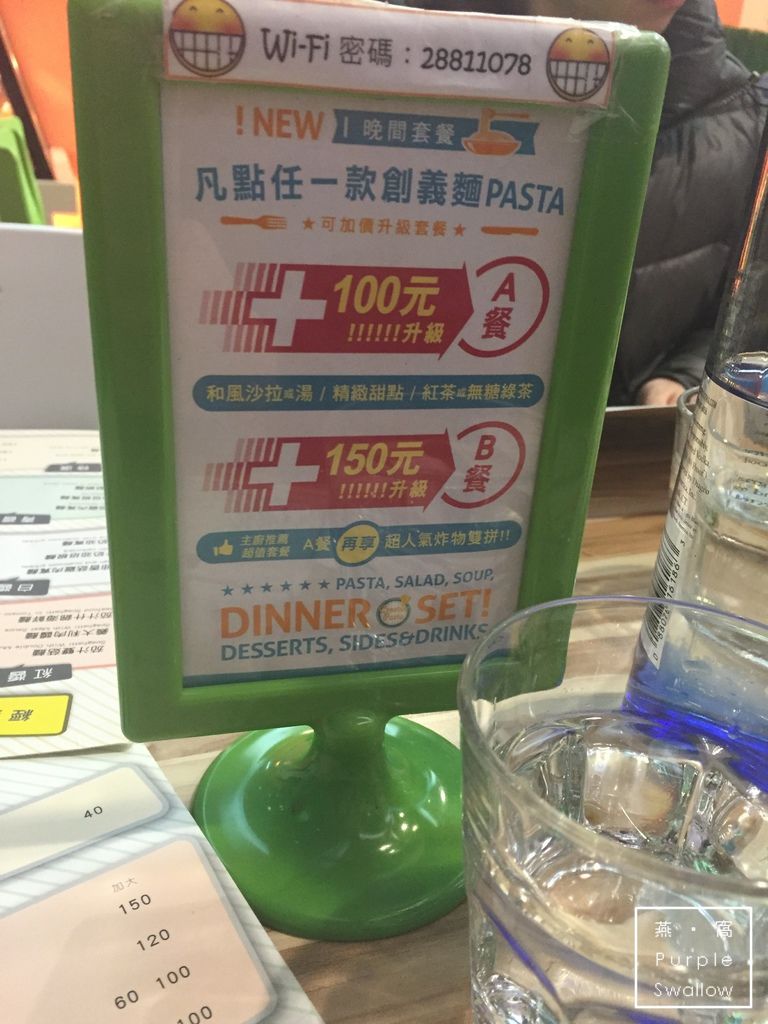 Wi-Fi 密碼：28811078
!NEW | 晚間套餐
凡點任一款創義麵PASTA
★可加價升級套餐★
+100元 A餐
!!!!!!升級
和風沙拉或湯 / 精緻甜點 / 紅茶或無糖綠茶
+150元 B餐
!!!!!!升級
主廚推薦
超值套餐 A餐 再享 超人氣炸物雙拼!!
★★★★★★ PASTA, SALAD, SOUP,
DINNER SET!
DESSERTS, SIDES&DRINKS
紅醬
40
加大
150
120
60 100
100
燕・窩
Purple
Swallow